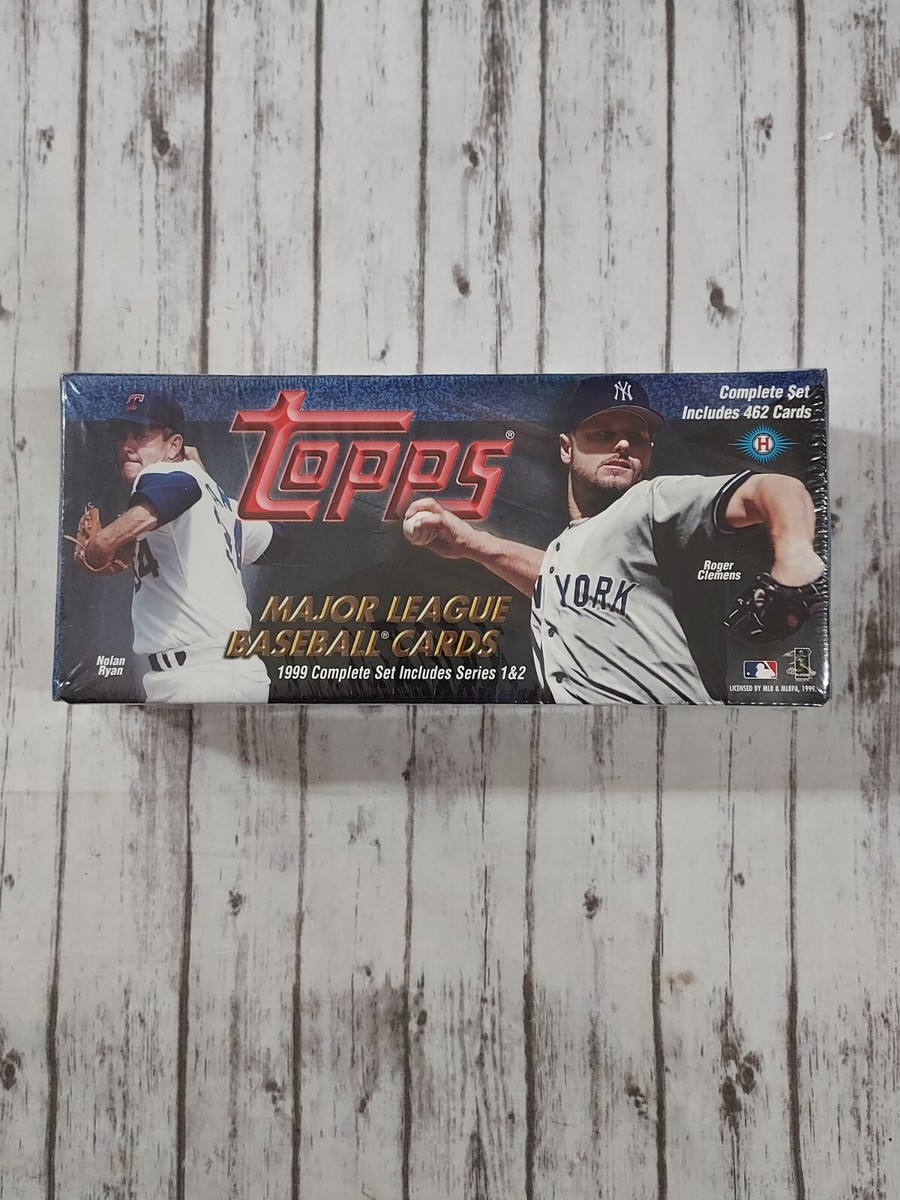 Topps®
Complete Set
Includes 462 Cards
H
T
NY
34
YORK
Roger
Clemens
Nolan
Ryan
MAJOR LEAGUE
BASEBALL® CARDS
1999 Complete Set Includes Series 1&2
LICENSED BY MLB & MLBPA, 1999.